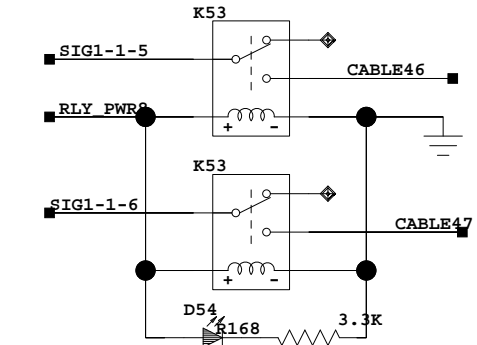 K53
SIG1-1-5
CABLE46
RLY_PWR8
+ -
K53
SIG1-1-6
CABLE47
+ -
D54
R168
3.3K